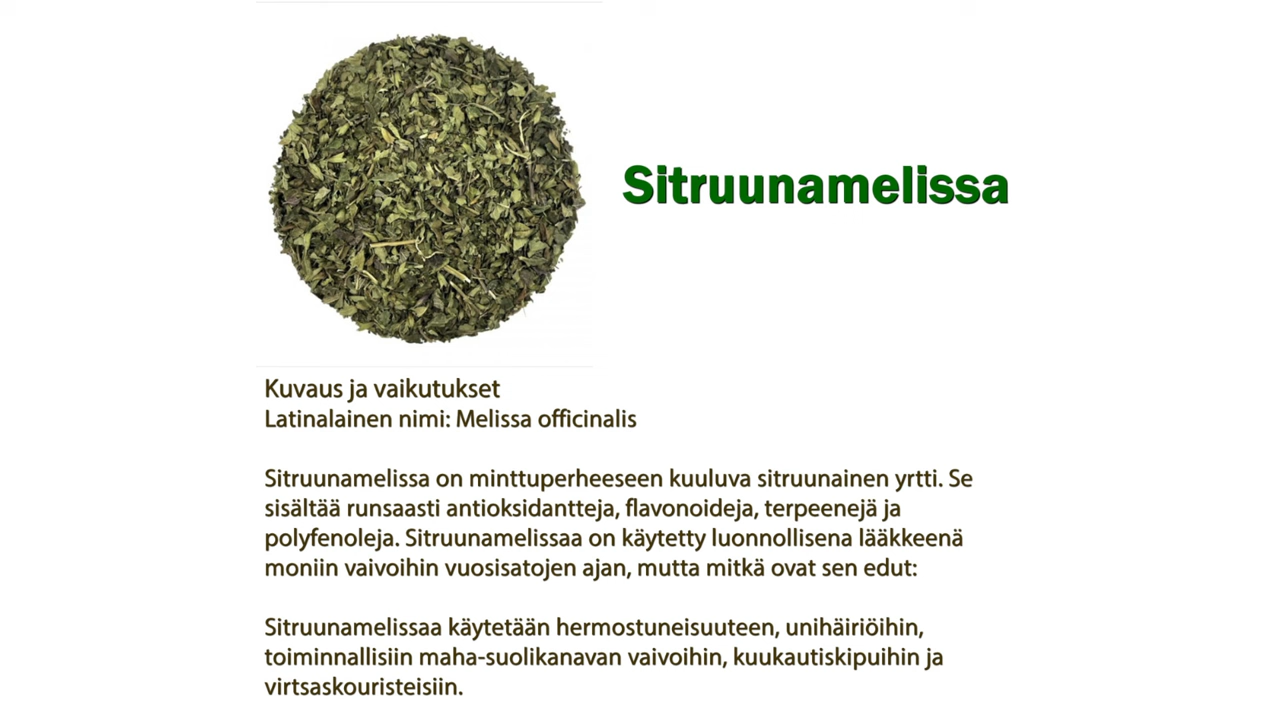 Sitruunamelissa
Kuvaus ja vaikutukset
Latinalainen nimi: Melissa officinalis
Sitruunamelissa on minttuperheeseen kuuluva sitruunainen yrtti. Se
sisältää runsaasti antioksidantteja, flavonoideja, terpeenejä ja
polyfenoleja. Sitruunamelissaa on käytetty luonnollisena lääkkeenä
moniin vaivoihin vuosisatojen ajan, mutta mitkä ovat sen edut:
Sitruunamelissaa käytetään hermostuneisuuteen, unihäiriöihin,
toiminnallisiin maha-suolikanavan vaivoihin, kuukautiskipuihin ja
virtsaskouristeisiin.